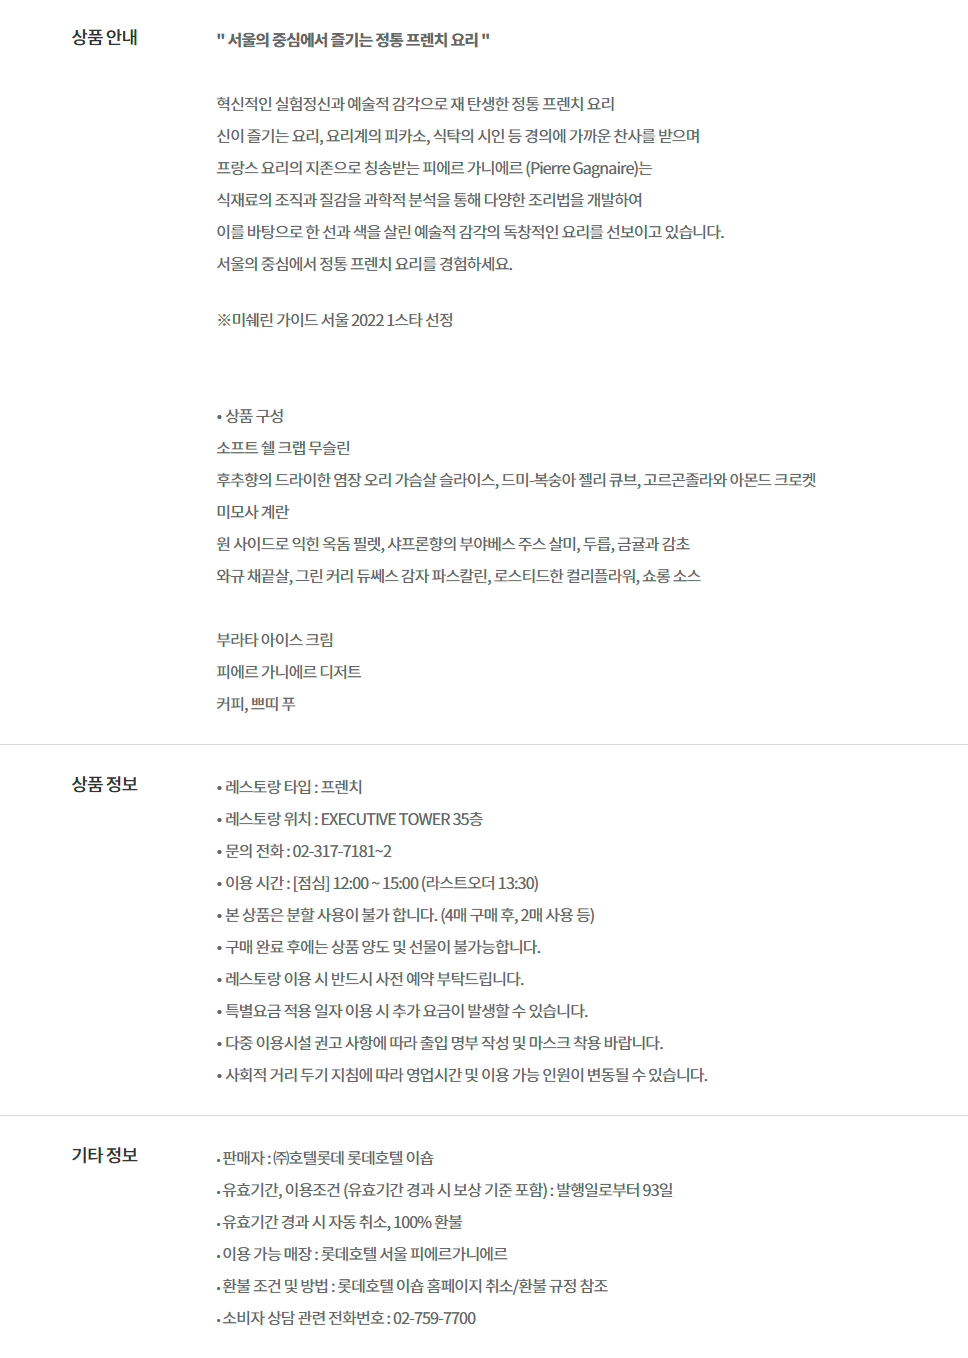 상품 안내
" 서울의 중심에서 즐기는 정통 프렌치 요리 "
혁신적인 실험정신과 예술적 감각으로 재 탄생한 정통 프렌치 요리
신이 즐기는 요리, 요리계의 피카소, 식탁의 시인 등 경의에 가까운 찬사를 받으며
프랑스 요리의 지존으로 칭송받는 피에르 가니에르 (Pierre Gagnaire)는
식재료의 조직과 질감을 과학적 분석을 통해 다양한 조리법을 개발하여
이를 바탕으로 한 선과 색을 살린 예술적 감각의 독창적인 요리를 선보이고 있습니다.
서울의 중심에서 정통 프렌치 요리를 경험하세요.
※미쉐린 가이드 서울 2022 1스타 선정
• 상품 구성
소프트 쉘 크랩 무슬린
후추향의 드라이한 염장 오리 가슴살 슬라이스, 드미-복숭아 젤리 큐브, 고르곤졸라와 아몬드 크로켓
미모사 계란
원 사이드로 익힌 옥돔 필렛, 샤프론향의 부야베스 주스 살미, 두릅, 금귤과 감초
와규 채끝살, 그린 커리 듀쎄스 감자 파스칼린, 로스티드한 컬리플라워, 쇼롱 소스
부라타 아이스 크림
피에르 가니에르 디저트
커피, 쁘띠 푸
상품 정보
• 레스토랑 타입 : 프렌치
• 레스토랑 위치 : EXECUTIVE TOWER 35층
• 문의 전화 : 02-317-7181~2
• 이용 시간 : [점심] 12:00 ~ 15:00 (라스트오더 13:30)
• 본 상품은 분할 사용이 불가 합니다. (4매 구매 후, 2매 사용 등)
• 구매 완료 후에는 상품 양도 및 선물이 불가능합니다.
• 레스토랑 이용 시 반드시 사전 예약 부탁드립니다.
• 특별요금 적용 일자 이용 시 추가 요금이 발생할 수 있습니다.
• 다중 이용시설 권고 사항에 따라 출입 명부 작성 및 마스크 착용 바랍니다.
• 사회적 거리 두기 지침에 따라 영업시간 및 이용 가능 인원이 변동될 수 있습니다.
기타 정보
• 판매자 : ㈜호텔롯데 롯데호텔 이숍
• 유효기간, 이용조건 (유효기간 경과 시 보상 기준 포함) : 발행일로부터 93일
• 유효기간 경과 시 자동 취소, 100% 환불
• 이용 가능 매장 : 롯데호텔 서울 피에르가니에르
• 환불 조건 및 방법 : 롯데호텔 이숍 홈페이지 취소/환불 규정 참조
• 소비자 상담 관련 전화번호 : 02-759-7700